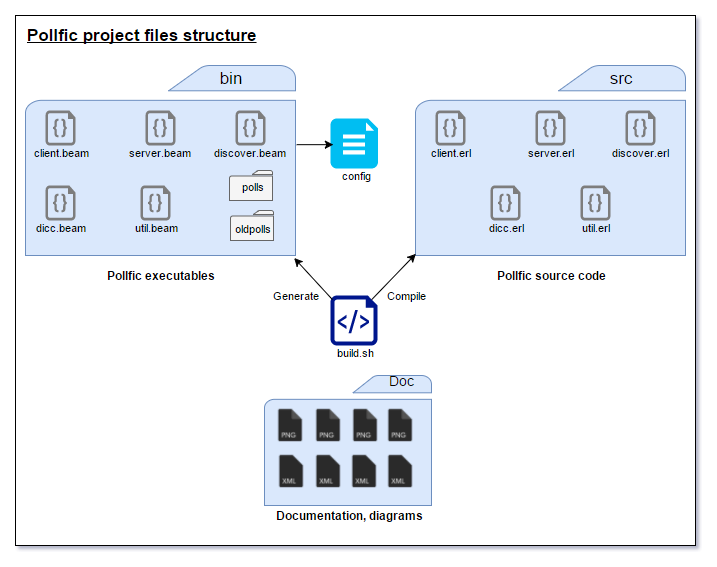 Pollfic project files structure
bin
src
client.beam
server.beam
discover.beam
client.erl
server.erl
discover.erl
config
polls
dicc.beam
util.beam
oldpolls
dicc.erl
util.erl
Pollfic executables
Pollfic source code
Generate
Compile
</>
build.sh
Doc
PNG
PNG
PNG
PNG
XML
XML
XML
XML
Documentation, diagrams